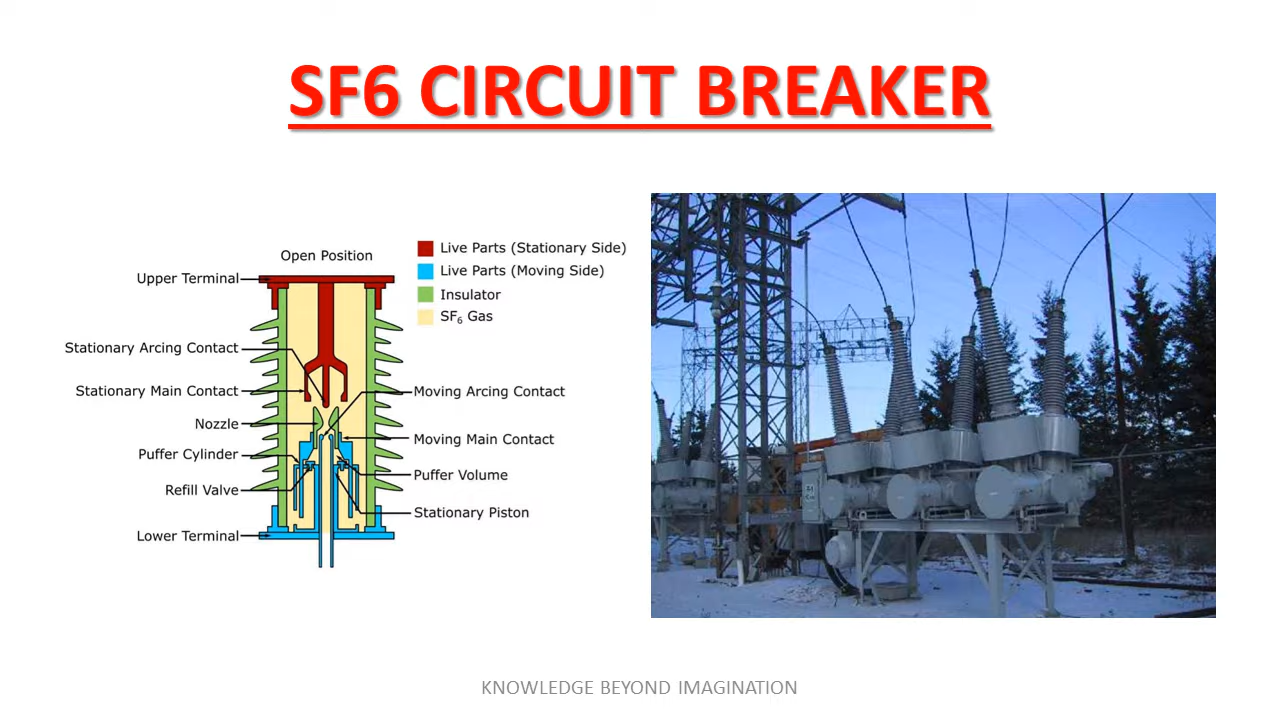 SF6 CIRCUIT BREAKER
Open Position
Live Parts (Stationary Side)
Live Parts (Moving Side)
Insulator
SF₆ Gas
Upper Terminal
Stationary Arcing Contact
Stationary Main Contact
Nozzle
Puffer Cylinder
Refill Valve
Lower Terminal
Moving Arcing Contact
Moving Main Contact
Puffer Volume
Stationary Piston
KNOWLEDGE BEYOND IMAGINATION